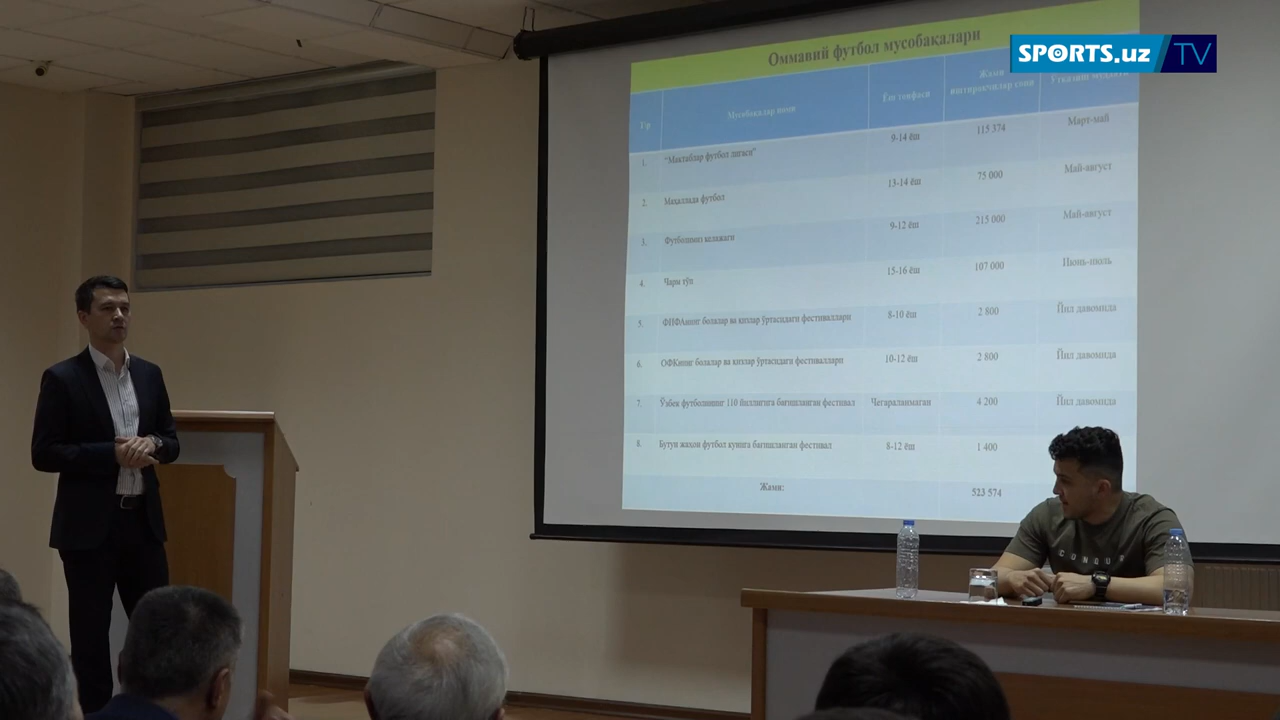 SPORTS.uz TV
Оммавий футбол мусобақалари
Т/р Мусобақалар номи Ёш тоифаси Жами иштирокчилар сони Ўтказиш муддати
1. “Мактаблар футбол лигаси” 9-14 ёш 115 374 Март-май
2. Маҳаллада футбол 13-14 ёш 75 000 Май-август
3. Футболимиз келажаги 9-12 ёш 215 000 Май-август
4. Чарм тўп 15-16 ёш 107 000 Июнь-июль
5. ФИФАнинг болалар ва қизлар ўртасидаги фестиваллари 8-10 ёш 2 800 Йил давомида
6. ОФКнинг болалар ва қизлар ўртасидаги фестиваллари 10-12 ёш 2 800 Йил давомида
7. Ўзбек футболининг 110 йиллигига бағишланган фестивал Чегараланмаган 4 200 Йил давомида
8. Бутун жаҳон футбол кунига бағишланган фестивал 8-12 ёш 1 400
Жами: 523 574
CONQUR